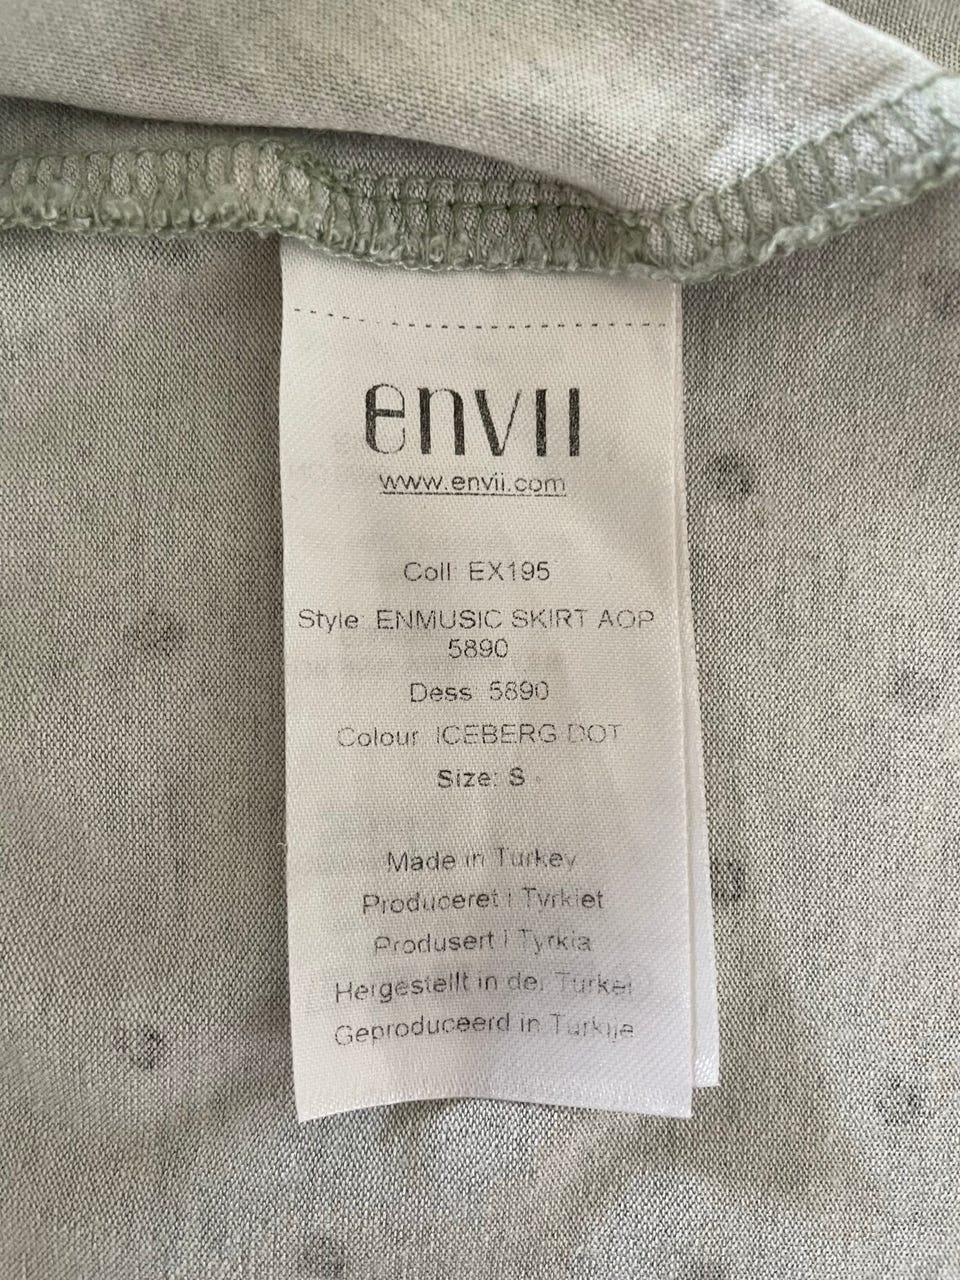 envii
www.envii.com
Coll: EX195
Style: ENMUSIC SKIRT AOP
5890
Dess: 5890
Colour: ICEBERG DOT
Size: S
Made in Turkey
Produceret i Tyrkiet
Produsert i Tyrkia
Hergestellt in der Türkei
Geproduceerd in Turkije